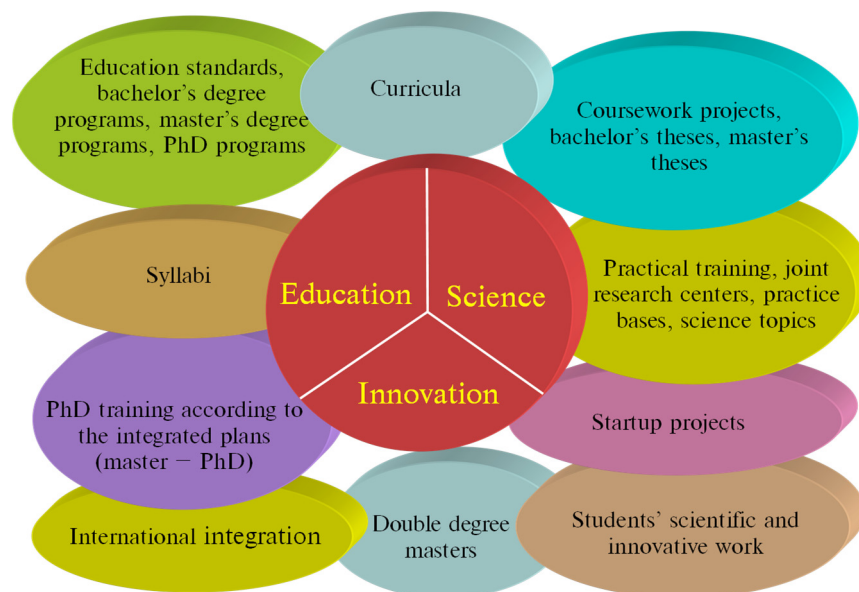 Education standards,
bachelor's degree
programs, master's degree
programs, PhD programs
Curricula
Coursework projects,
bachelor's theses, master's
theses
Syllabi
Education
Science
Innovation
Practical training, joint
research centers, practice
bases, science topics
PhD training according to
the integrated plans
(master − PhD)
Startup projects
International integration
Double degree
masters
Students' scientific and
innovative work